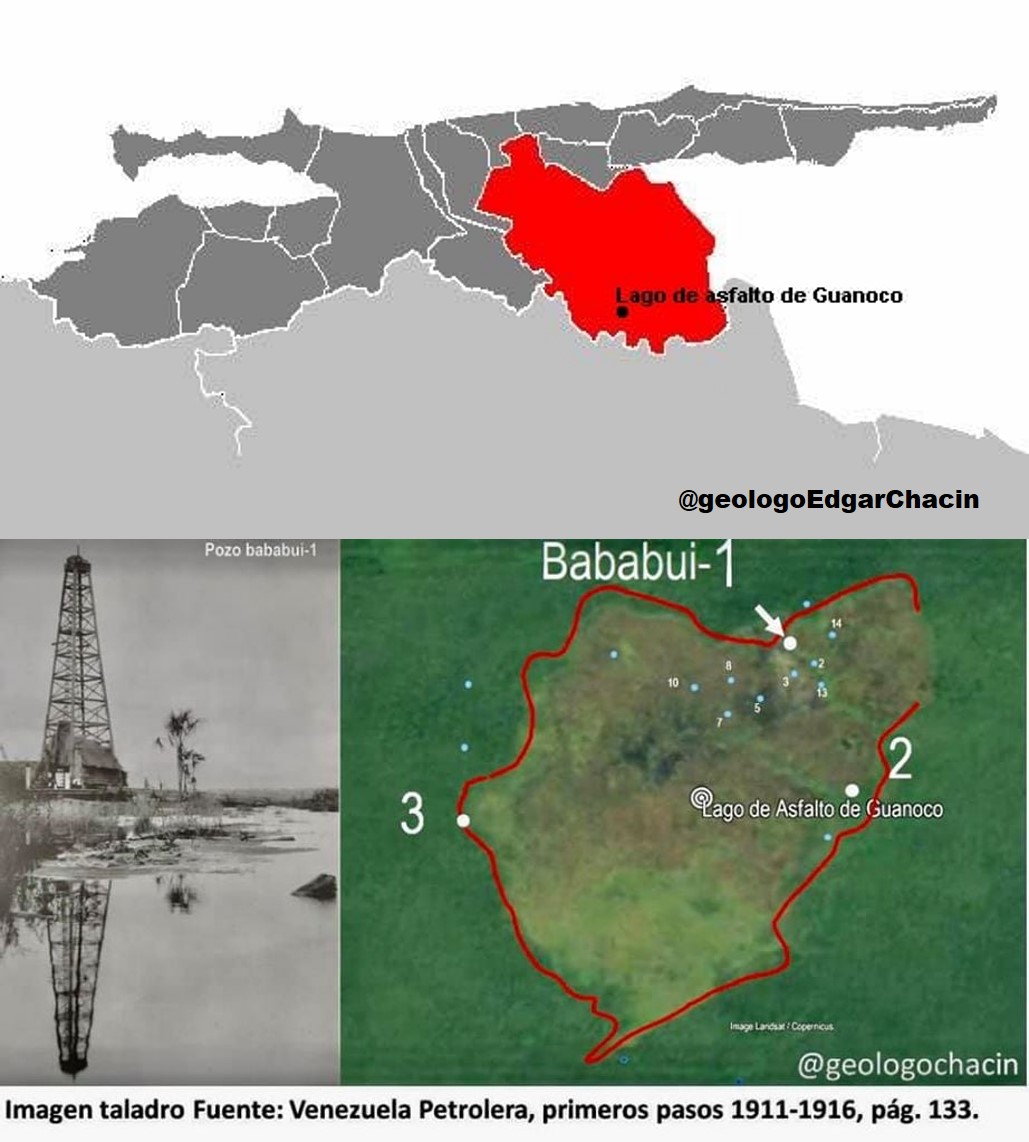 Lago de asfalto de Guanoco
@geologoEdgarChacin
Pozo bababui-1
Bababui-1
14
8
2
10
3
13
5
7
2
Lago de Asfalto de Guanoco
3
Image Landsat / Copernicus
@geologochacin
Imagen taladro Fuente: Venezuela Petrolera, primeros pasos 1911-1916, pág. 133.